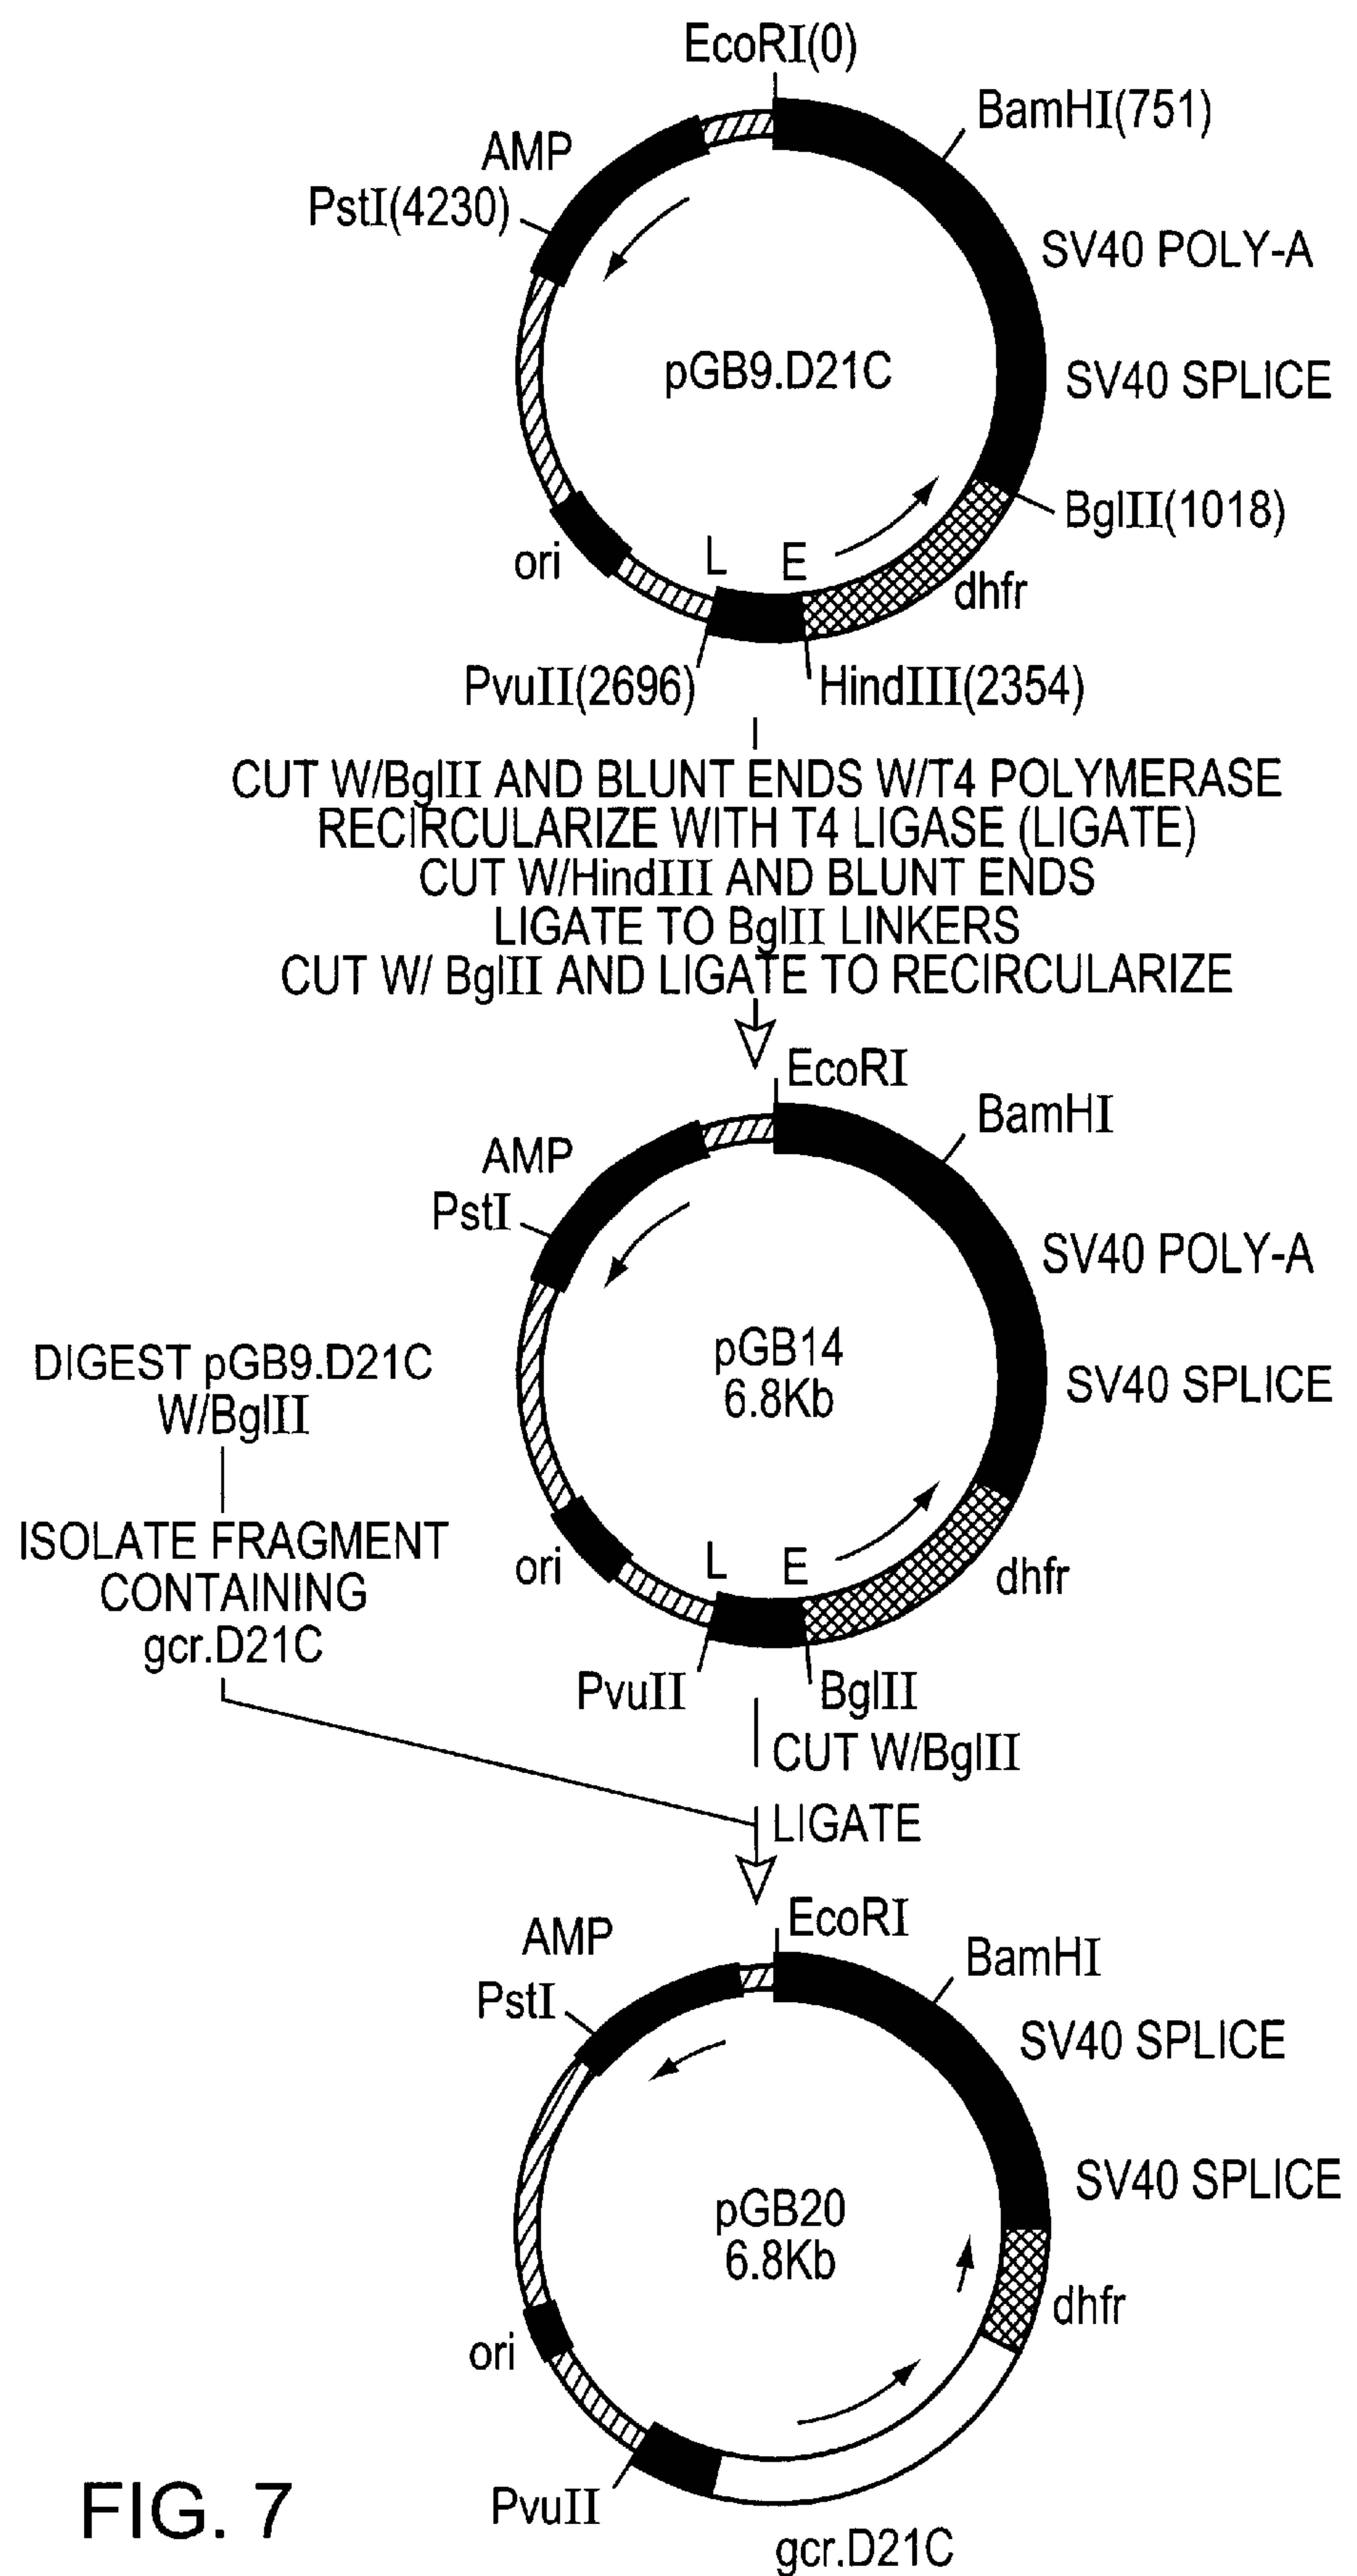 EcoRI(0)
BamHI(751)
AMP
PstI(4230)
SV40 POLY-A
pGB9.D21C
SV40 SPLICE
BglII(1018)
ori
L
E
dhfr
PvuII(2696)
HindIII(2354)
CUT W/BglII AND BLUNT ENDS W/T4 POLYMERASE
RECIRCULARIZE WITH T4 LIGASE (LIGATE)
CUT W/HindIII AND BLUNT ENDS
LIGATE TO BglII LINKERS
CUT W/ BglII AND LIGATE TO RECIRCULARIZE
EcoRI
BamHI
AMP
PstI
SV40 POLY-A
pGB14
6.8Kb
SV40 SPLICE
DIGEST pGB9.D21C
W/BglII
ISOLATE FRAGMENT
CONTAINING
gcr.D21C
ori
L
E
dhfr
PvuII
BglII
CUT W/BglII
LIGATE
EcoRI
AMP
BamHI
PstI
SV40 SPLICE
SV40 SPLICE
pGB20
6.8Kb
dhfr
ori
PvuII
gcr.D21C
FIG. 7